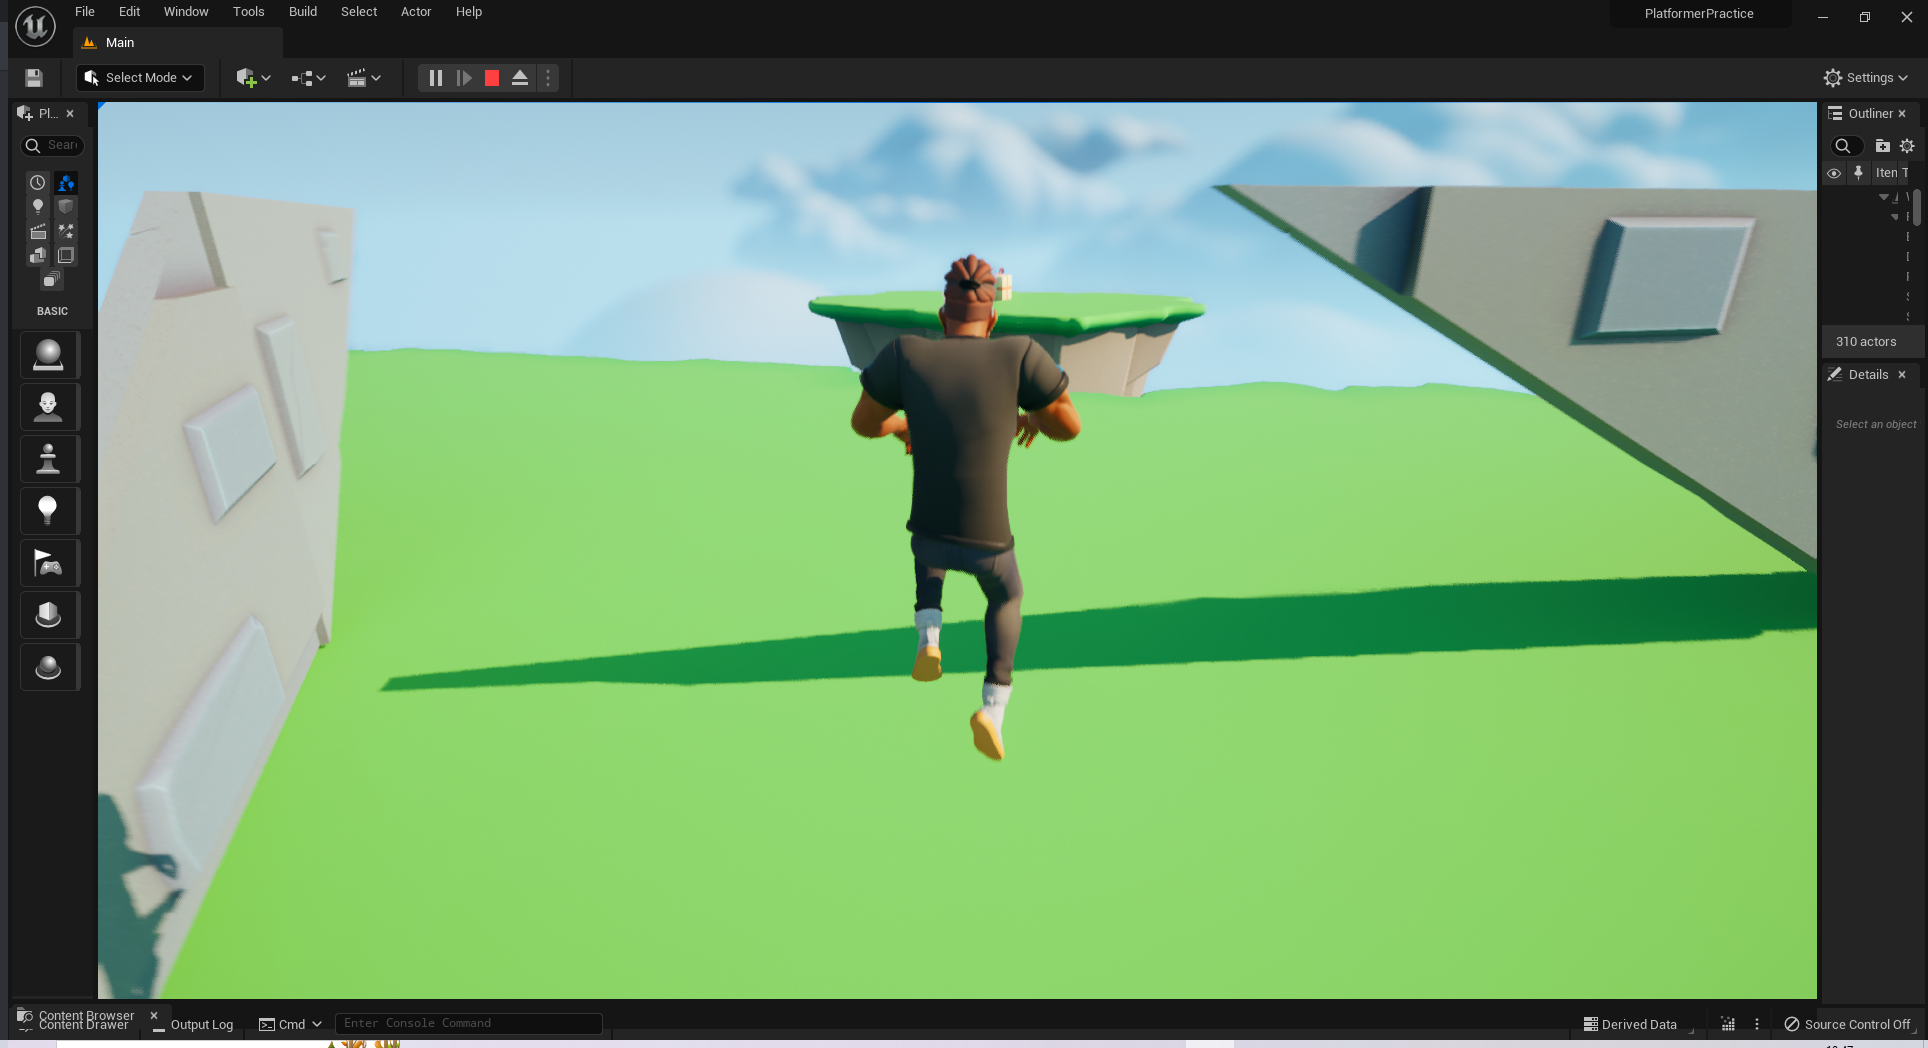 File Edit Window Tools Build Select Actor Help
PlatformerPractice
Main
Select Mode
Settings
Pl...
Outliner
Sear
Iten
BASIC
310 actors
Details
Select an object
Content Browser
Content Drawer
Output Log
Cmd
Enter Console Command
Derived Data
Source Control Off